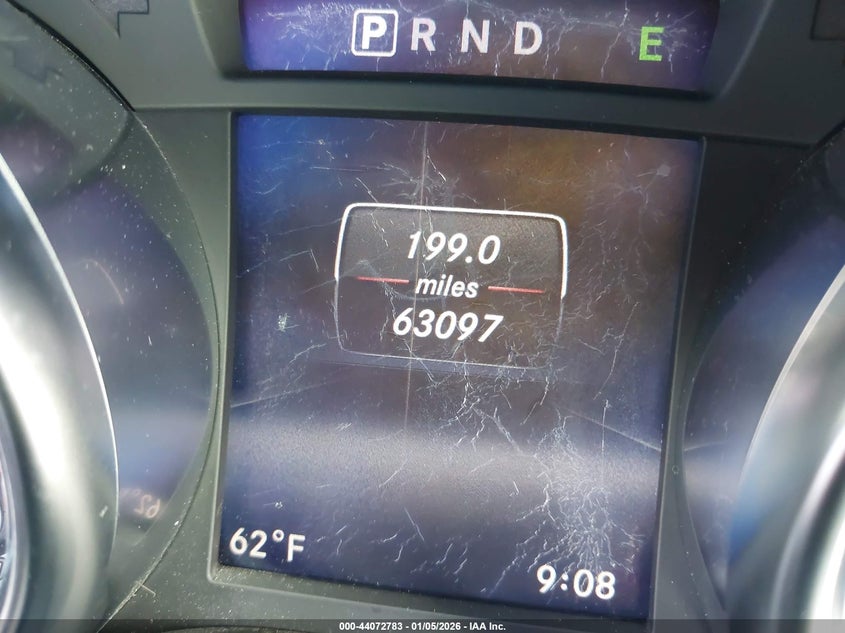 P R N D E
199.0
miles
63097
62°F 9:08
000-44072783 - 01/05/2026 - IAA Inc.